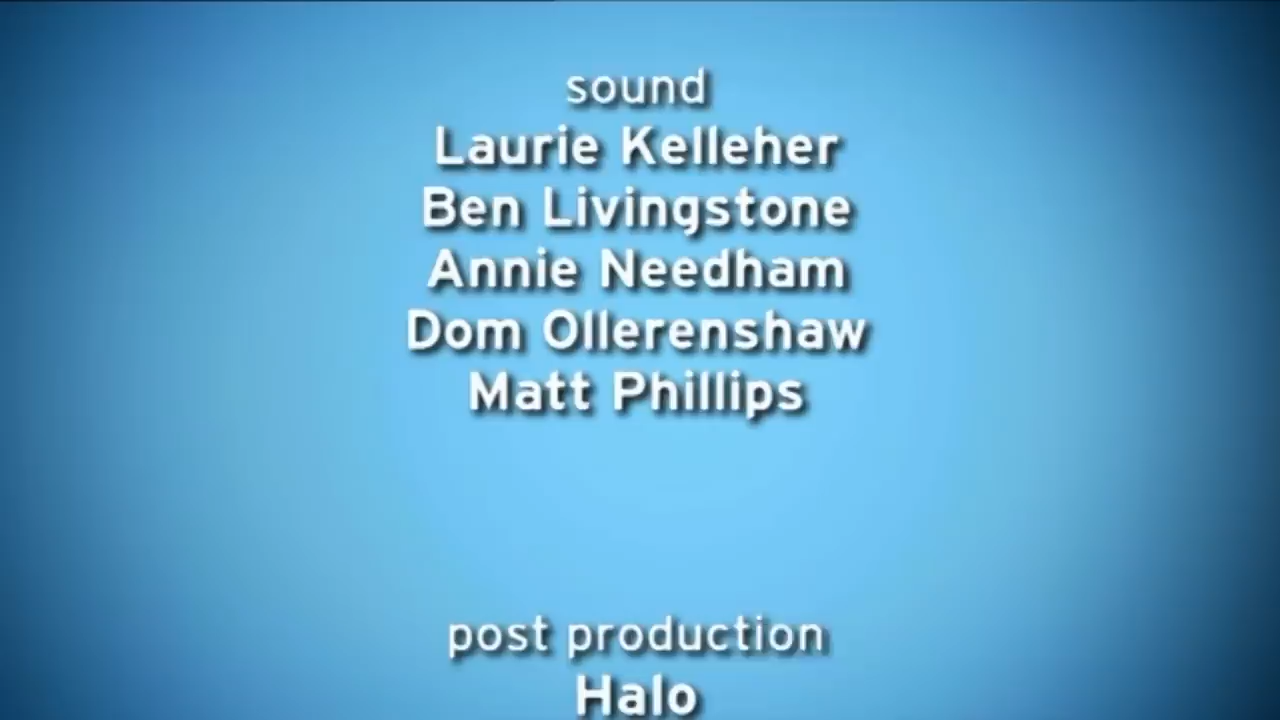 sound
Laurie Kelleher
Ben Livingstone
Annie Needham
Dom Ollerenshaw
Matt Phillips
post production
Halo